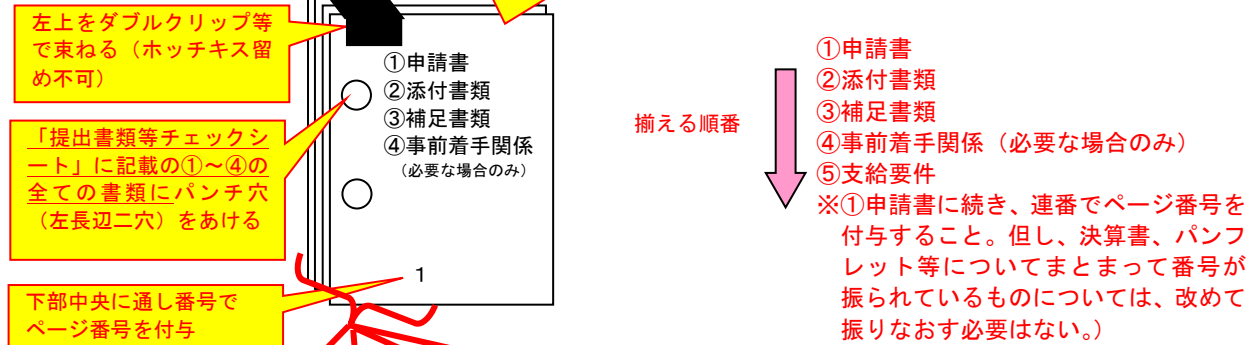 左上をダブルクリップ等
で束ねる（ホッチキス留
め不可）
「提出書類等チェックシ
ート」に記載の①～④の
全ての書類にパンチ穴
（左長辺二穴）をあける
下部中央に通し番号で
ページ番号を付与
①申請書
②添付書類
③補足書類
④事前着手関係
（必要な場合のみ）
1
揃える順番
①申請書
②添付書類
③補足書類
④事前着手関係（必要な場合のみ）
⑤支給要件
※①申請書に続き、連番でページ番号を
付与すること。但し、決算書、パンフ
レット等についてまとまって番号が
振られているものについては、改めて
振りなおす必要はない。）